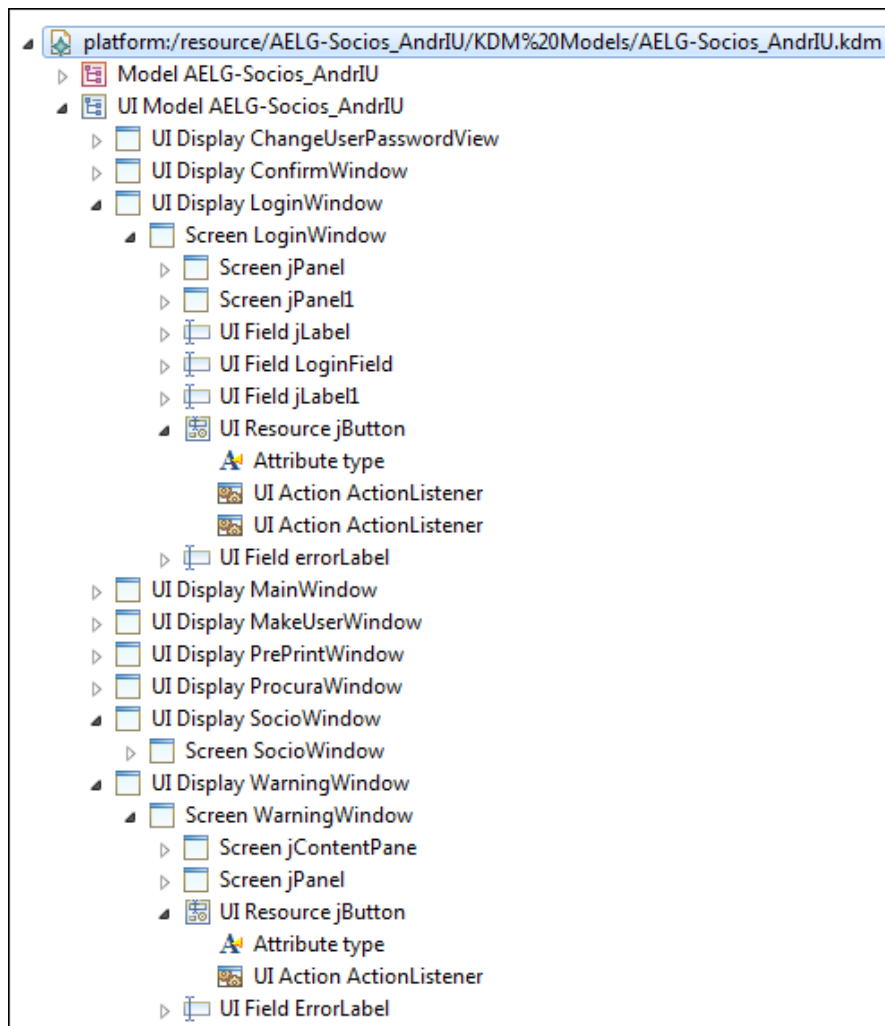 platform:/resource/AELG-Socios_AndrIU/KDM%20Models/AELG-Socios_AndrIU.kdm
Model AELG-Socios_AndrIU
UI Model AELG-Socios_AndrIU
UI Display ChangeUserPasswordView
UI Display ConfirmWindow
UI Display LoginWindow
Screen LoginWindow
Screen jPanel
Screen jPanel1
UI Field jLabel
UI Field LoginField
UI Field jLabel1
UI Resource jButton
Attribute type
UI Action ActionListener
UI Action ActionListener
UI Field errorLabel
UI Display MainWindow
UI Display MakeUserWindow
UI Display PrePrintWindow
UI Display ProcuraWindow
UI Display SocioWindow
Screen SocioWindow
UI Display WarningWindow
Screen WarningWindow
Screen jContentPane
Screen jPanel
UI Resource jButton
Attribute type
UI Action ActionListener
UI Field ErrorLabel